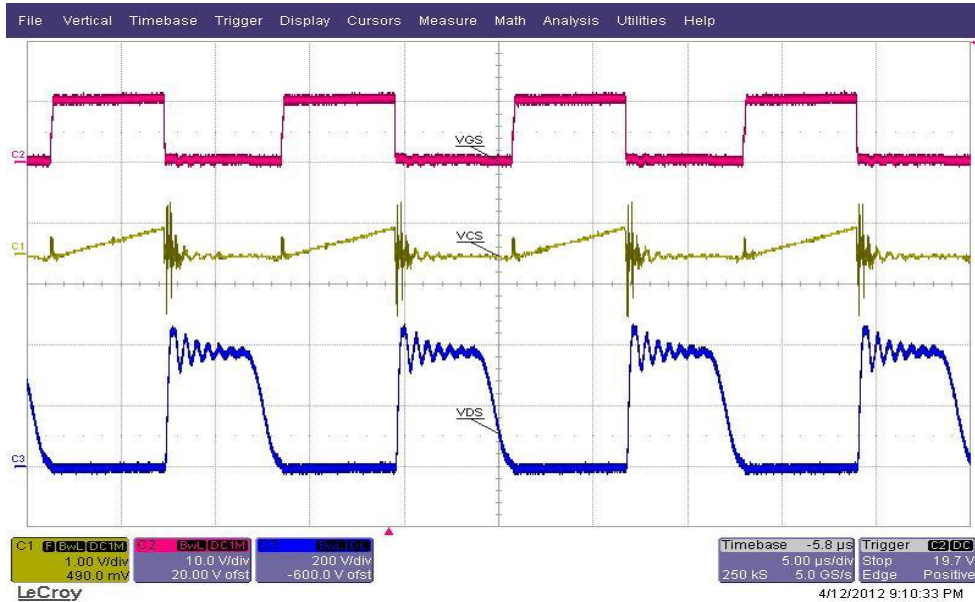 File Vertical Timebase Trigger Display Cursors Measure Math Analysis Utilities Help
VGS
C2
VCS
C1
VDS
C3
C1 F BwL DC1M
1.00 V/div
490.0 mV
C2 BwL DC1M
10.0 V/div
20.00 V ofst
200 V/div
-600.0 V ofst
Timebase -5.8 µs
5.00 µs/div
250 kS 5.0 GS/s
Trigger C2 DC
Stop 19.7 V
Edge Positive
LeCroy
4/12/2012 9:10:33 PM